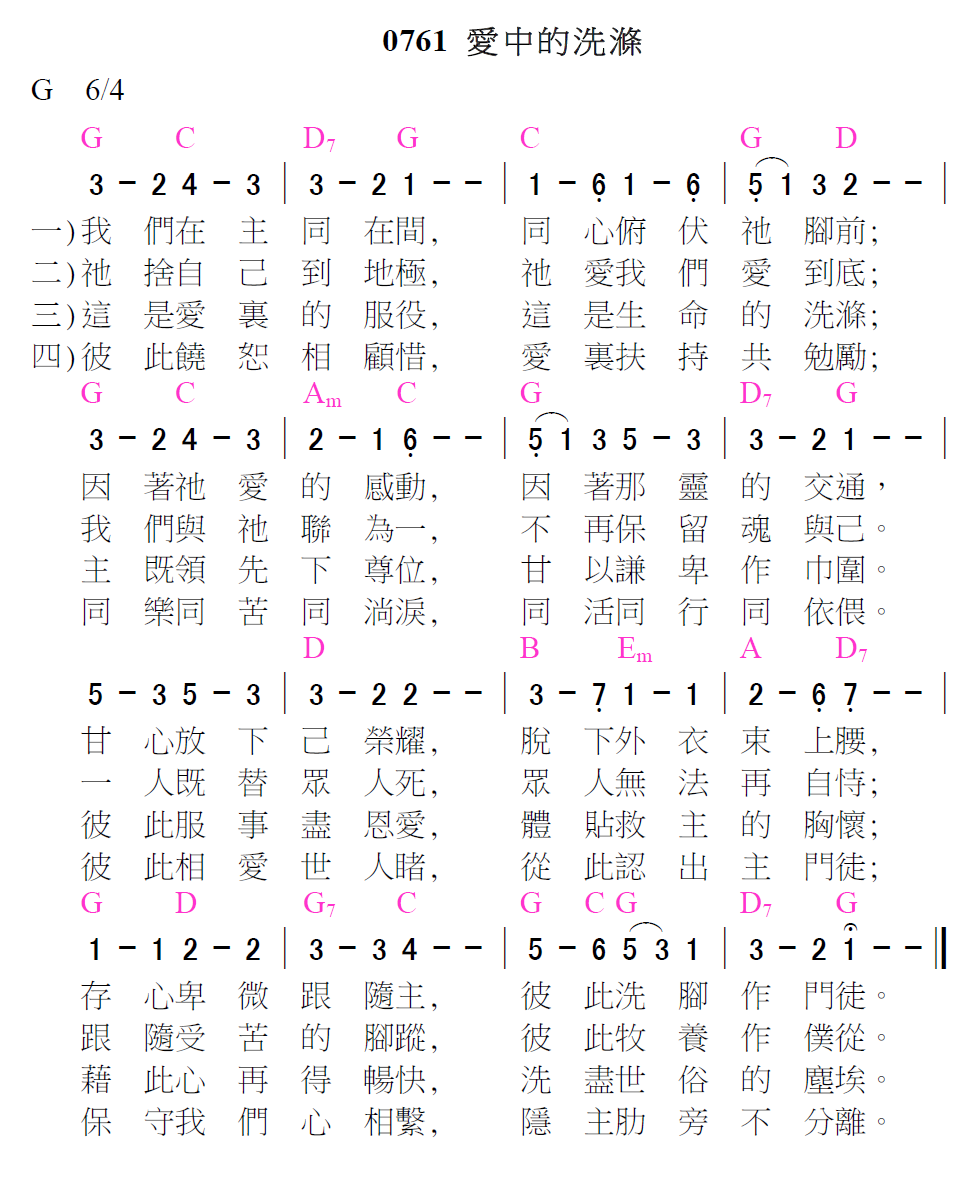 0761 愛中的洗滌
G 6/4
G C D7 G C G D
3 - 2 4 - 3 | 3 - 2 1 - - | 1 - 6̣ 1 - 6̣ | 5̣ 1 3 2 - - |
一)我們在主同在間, 同心俯伏祂腳前;
二)祂捨自己到地極, 祂愛我們愛到底;
三)這是愛裏的服役, 這是生命的洗滌;
四)彼此饒恕相顧惜, 愛裏扶持共勉勵;
G C Am C G D7 G
3 - 2 4 - 3 | 2 - 1 6̣ - - | 5̣ 1 3 5 - 3 | 3 - 2 1 - - |
因著祂愛的感動, 因著那靈的交通，
我們與祂聯為一, 不再保留魂與己。
主既領先下尊位, 甘以謙卑作巾圍。
同樂同苦同淌淚, 同活同行同依偎。
D B Em A D7
5 - 3 5 - 3 | 3 - 2 2 - - | 3 - 7̣ 1 - 1 | 2 - 6̣ 7̣ - - |
甘心放下己榮耀, 脫下外衣束上腰,
一人既替眾人死, 眾人無法再自恃;
彼此服事盡恩愛, 體貼救主的胸懷;
彼此相愛世人睹, 從此認出主門徒;
G D G7 C G C G D7 G
1 - 1 2 - 2 | 3 - 3 4 - - | 5 - 6 5 3 1 | 3 - 2 1 - - ‖
存心卑微跟隨主, 彼此洗腳作門徒。
跟隨受苦的腳蹤, 彼此牧養作僕從。
藉此心再得暢快, 洗盡世俗的塵埃。
保守我們心相繫, 隱主肋旁不分離。